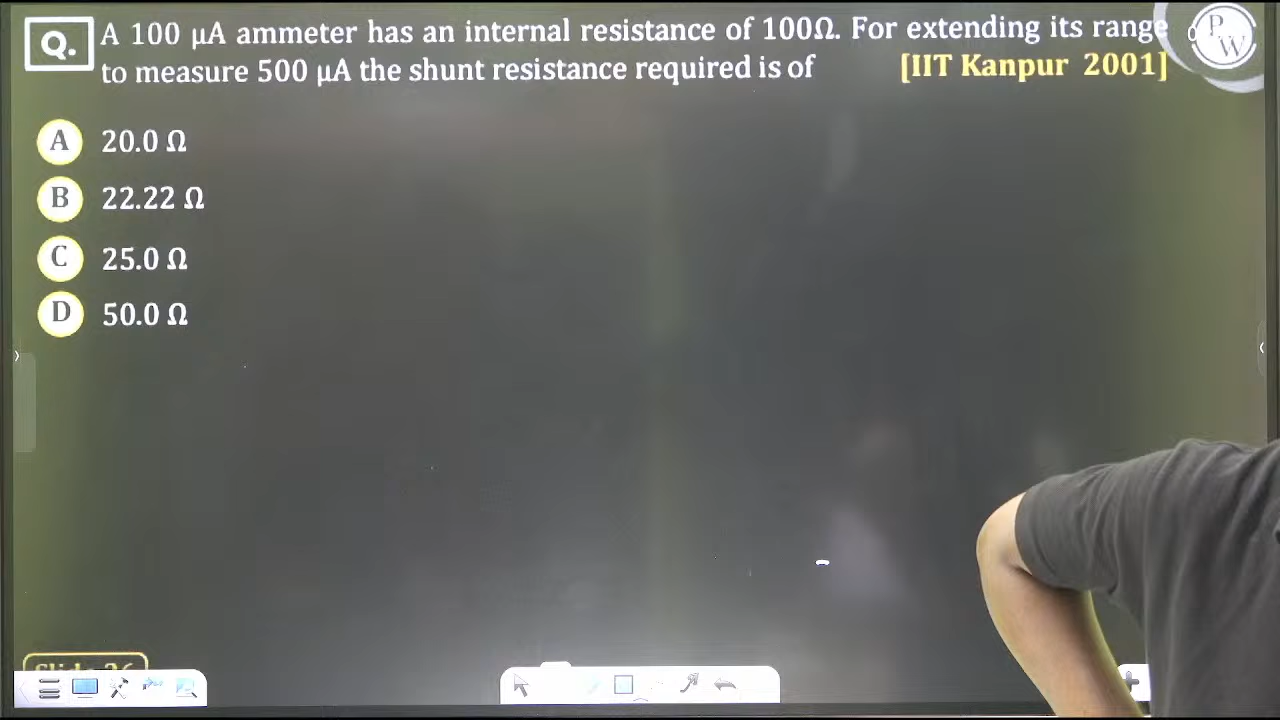 Q. A 100 μA ammeter has an internal resistance of 100Ω. For extending its range
to measure 500 μA the shunt resistance required is of [IIT Kanpur 2001]
A 20.0 Ω
B 22.22 Ω
C 25.0 Ω
D 50.0 Ω
P
W